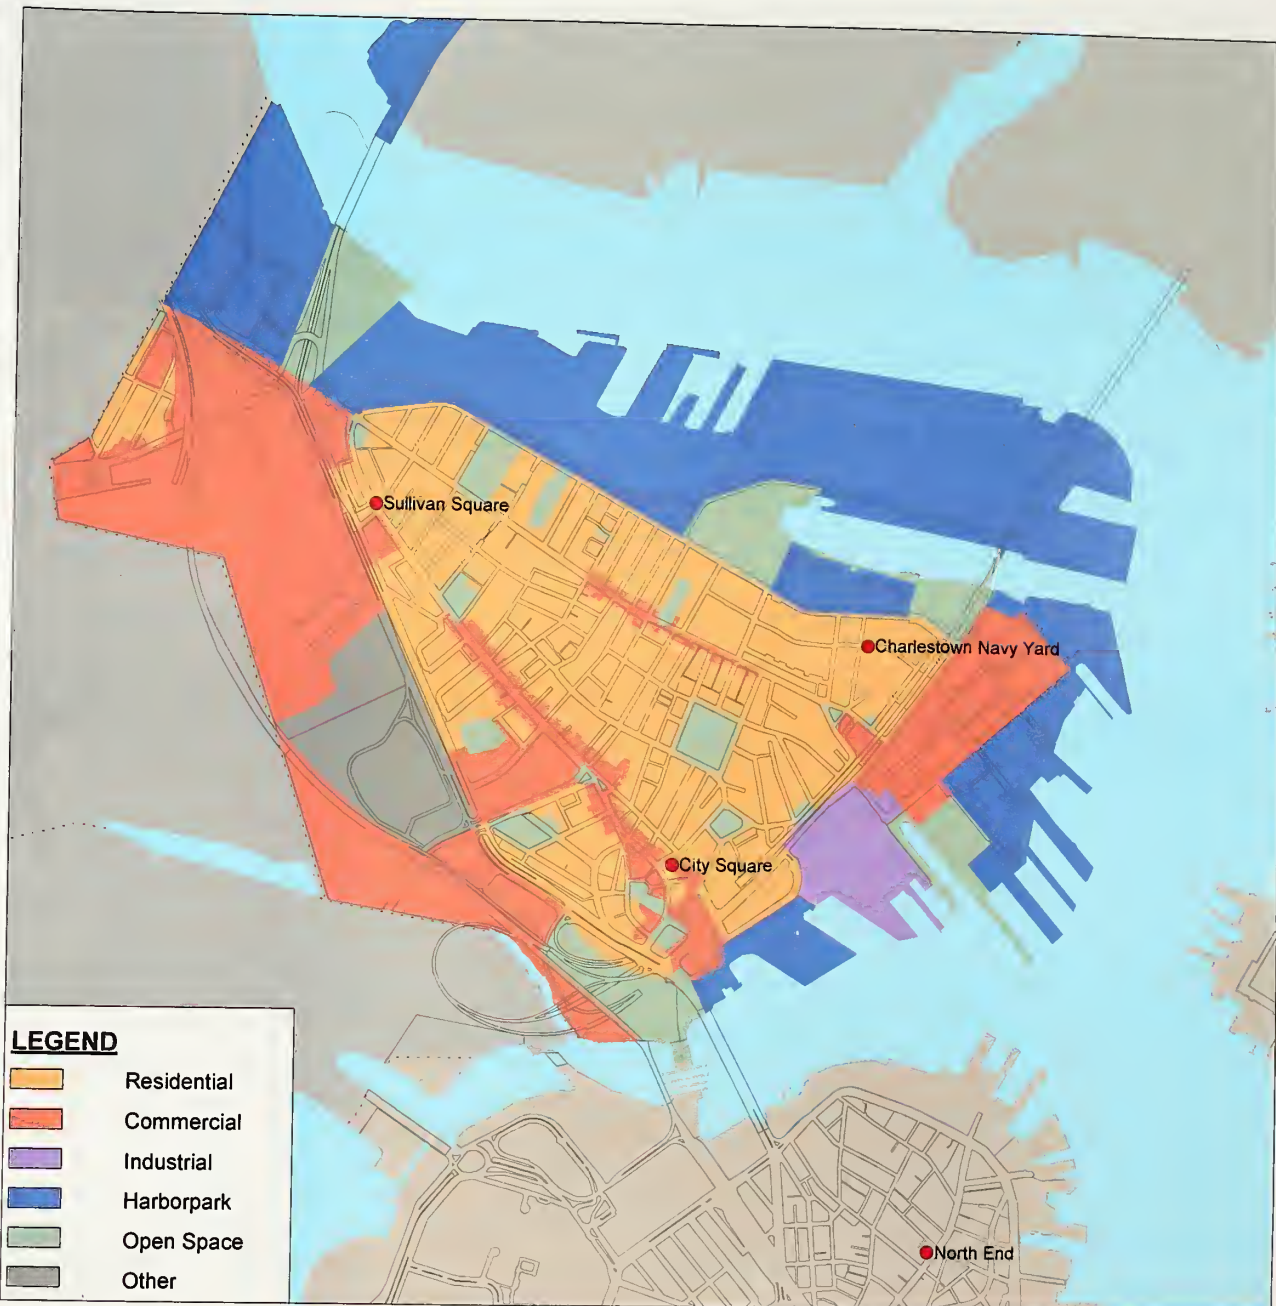 Sullivan Square
Charlestown Navy Yard
City Square
LEGEND
Residential
Commercial
Industrial
Harborpark
Open Space
Other
North End